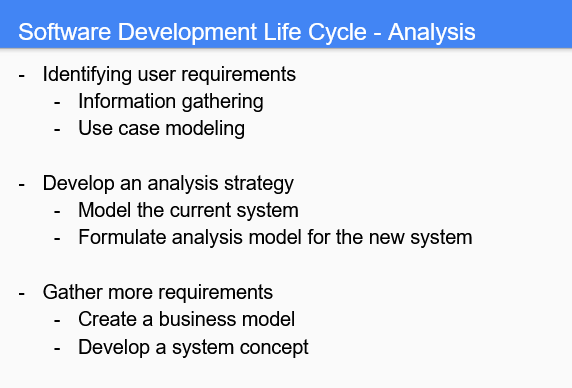 Software Development Life Cycle - Analysis
- Identifying user requirements
- Information gathering
- Use case modeling
- Develop an analysis strategy
- Model the current system
- Formulate analysis model for the new system
- Gather more requirements
- Create a business model
- Develop a system concept